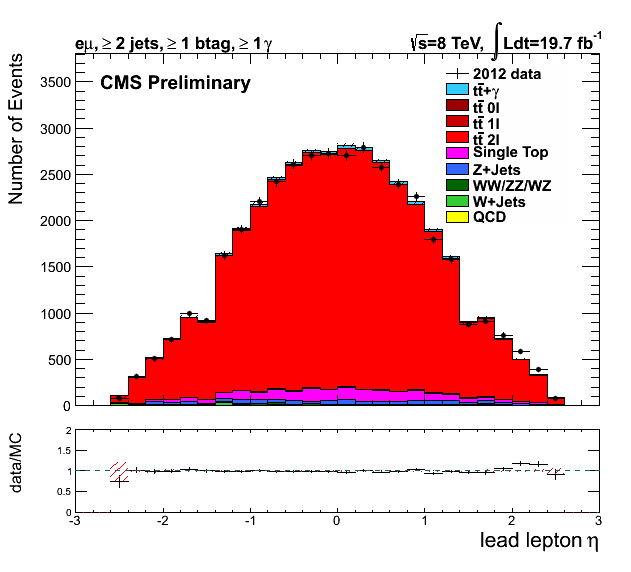 eμ, ≥ 2 jets, ≥ 1 btag, ≥ 1 γ
√s=8 TeV, ∫Ldt=19.7 fb⁻¹
CMS Preliminary
2012 data
tt̄+γ
tt̄ 0l
tt̄ 1l
tt̄ 2l
Single Top
Z+Jets
WW/ZZ/WZ
W+Jets
QCD
Number of Events
3500
3000
2500
2000
1500
1000
500
0
data/MC
2
1.5
1
0.5
0
-3 -2 -1 0 1 2 3
lead lepton η